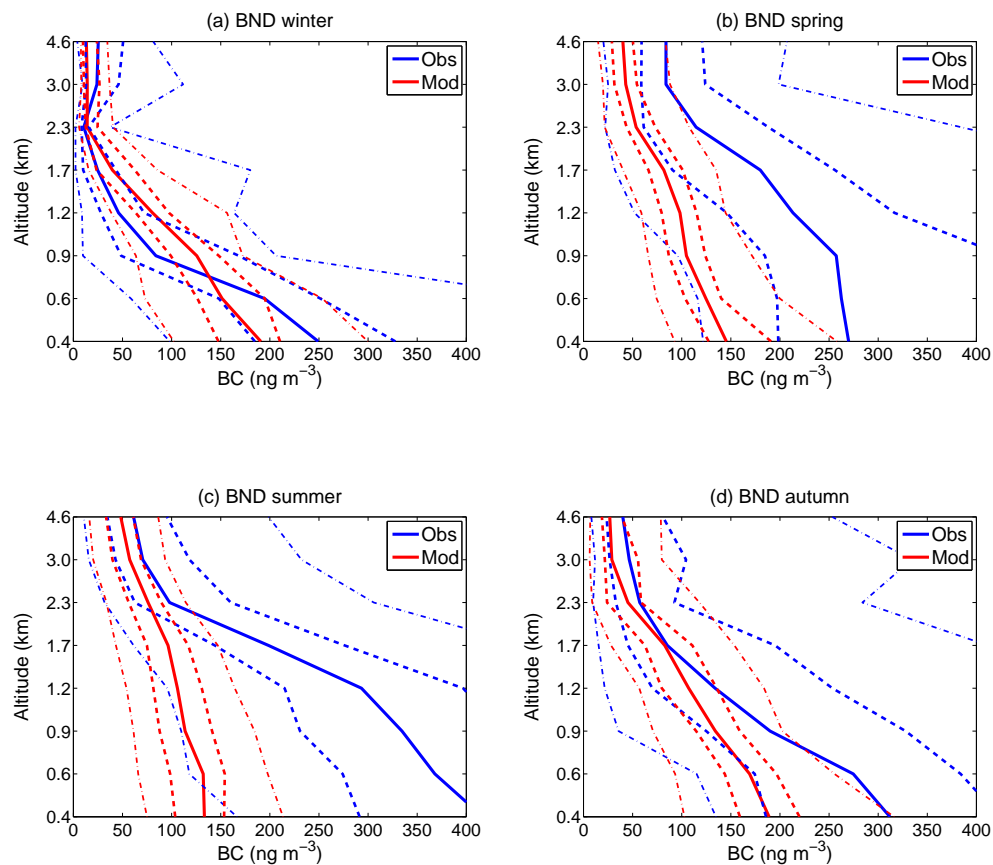 (a) BND winter
4.6
3.0
2.3
1.7
1.2
0.9
0.6
0.4
Altitude (km)
0 50 100 150 200 250 300 350 400
BC (ng m⁻³)
Obs
Mod
(b) BND spring
4.6
3.0
2.3
1.7
1.2
0.9
0.6
0.4
Altitude (km)
0 50 100 150 200 250 300 350 400
BC (ng m⁻³)
Obs
Mod
(c) BND summer
4.6
3.0
2.3
1.7
1.2
0.9
0.6
0.4
Altitude (km)
0 50 100 150 200 250 300 350 400
BC (ng m⁻³)
Obs
Mod
(d) BND autumn
4.6
3.0
2.3
1.7
1.2
0.9
0.6
0.4
Altitude (km)
0 50 100 150 200 250 300 350 400
BC (ng m⁻³)
Obs
Mod